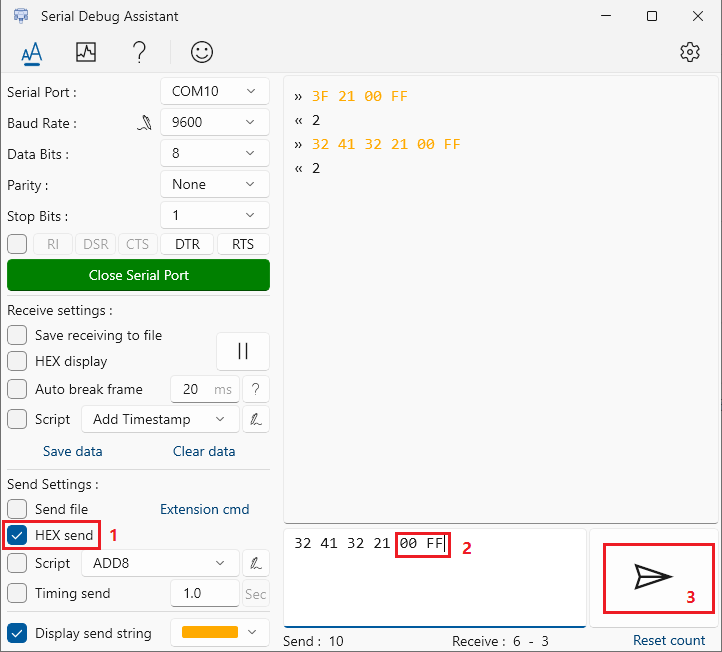 Serial Debug Assistant
Serial Port : COM10
Baud Rate : 9600
Data Bits : 8
Parity : None
Stop Bits : 1
RI DSR CTS DTR RTS
Close Serial Port
Receive settings :
Save receiving to file
HEX display
Auto break frame 20 ms ?
Script Add Timestamp
Save data Clear data
Send Settings :
Send file Extension cmd
HEX send 1
Script ADD8
Timing send 1.0 Sec
Display send string
» 3F 21 00 FF
« 2
» 32 41 32 21 00 FF
« 2
32 41 32 21 00 FF 2
3
Send : 10 Receive : 6 - 3 Reset count